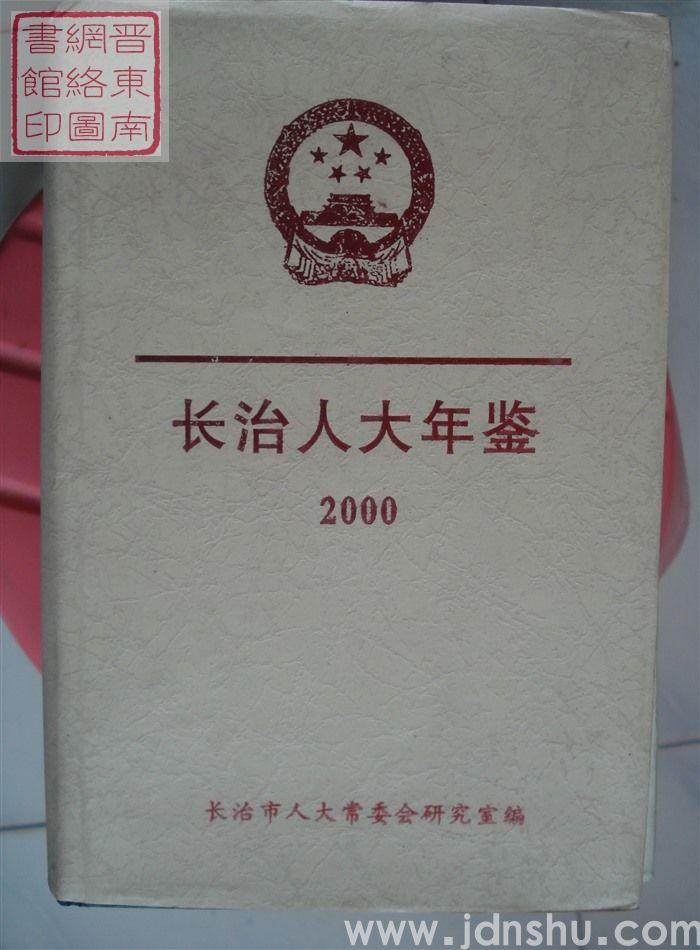 晋東南
網絡圖
書館印
长治人大年鉴
2000
长治市人大常委会研究室编
www.jdnshu.com